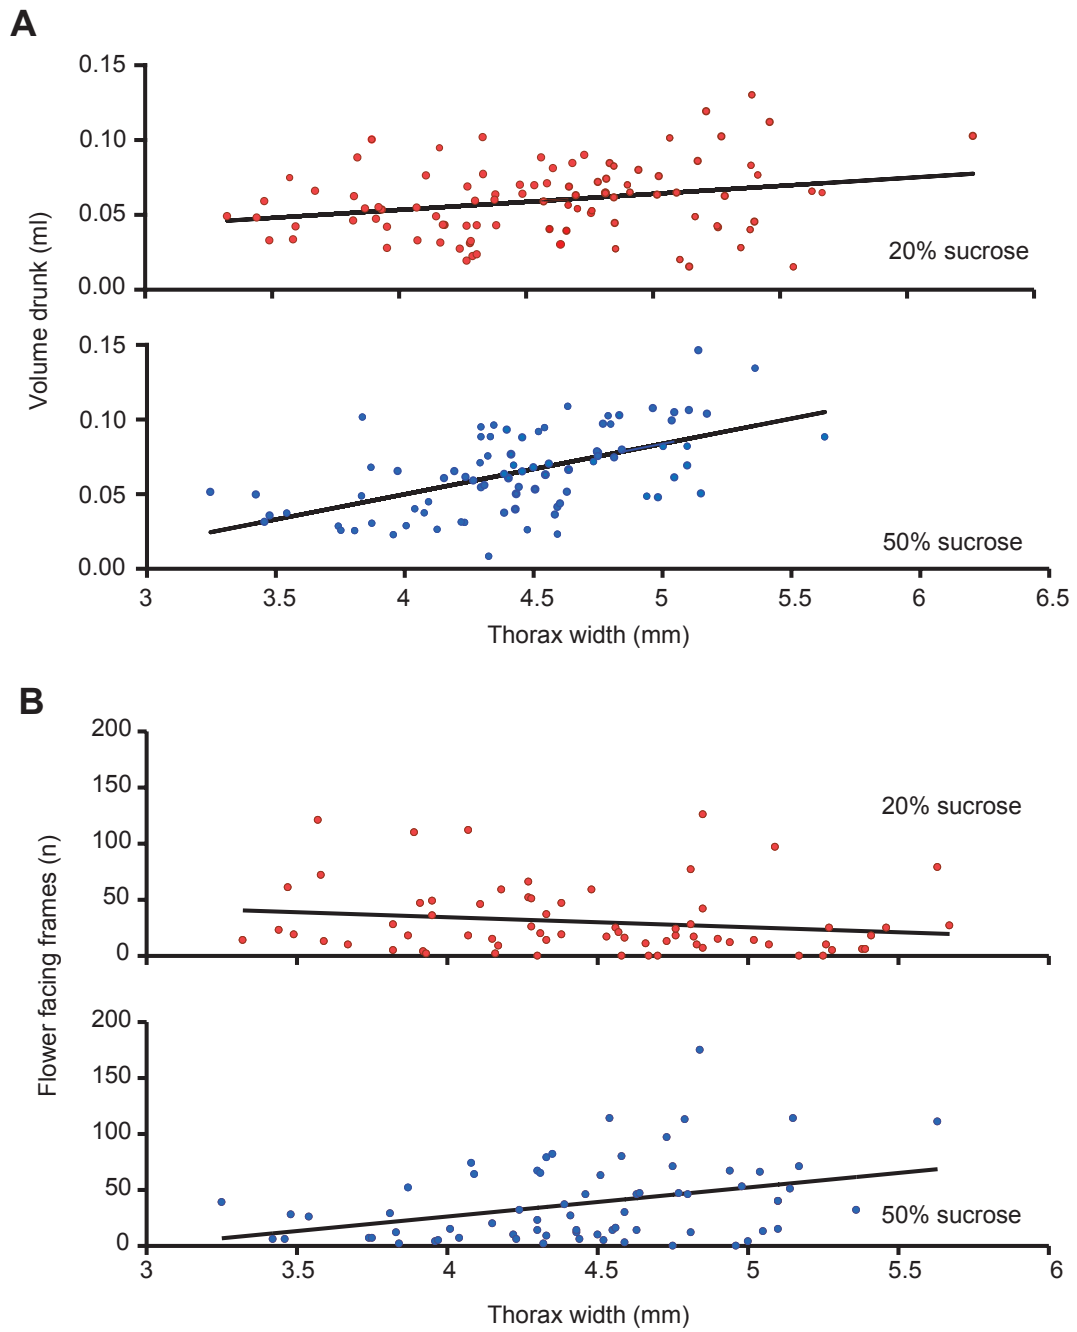 A
0.15
0.10
0.05
0.00
20% sucrose
Volume drunk (ml)
0.15
0.10
0.05
0.00
50% sucrose
3 3.5 4 4.5 5 5.5 6 6.5
Thorax width (mm)
B
200
150
100
50
0
20% sucrose
Flower facing frames (n)
200
150
100
50
0
50% sucrose
3 3.5 4 4.5 5 5.5 6
Thorax width (mm)